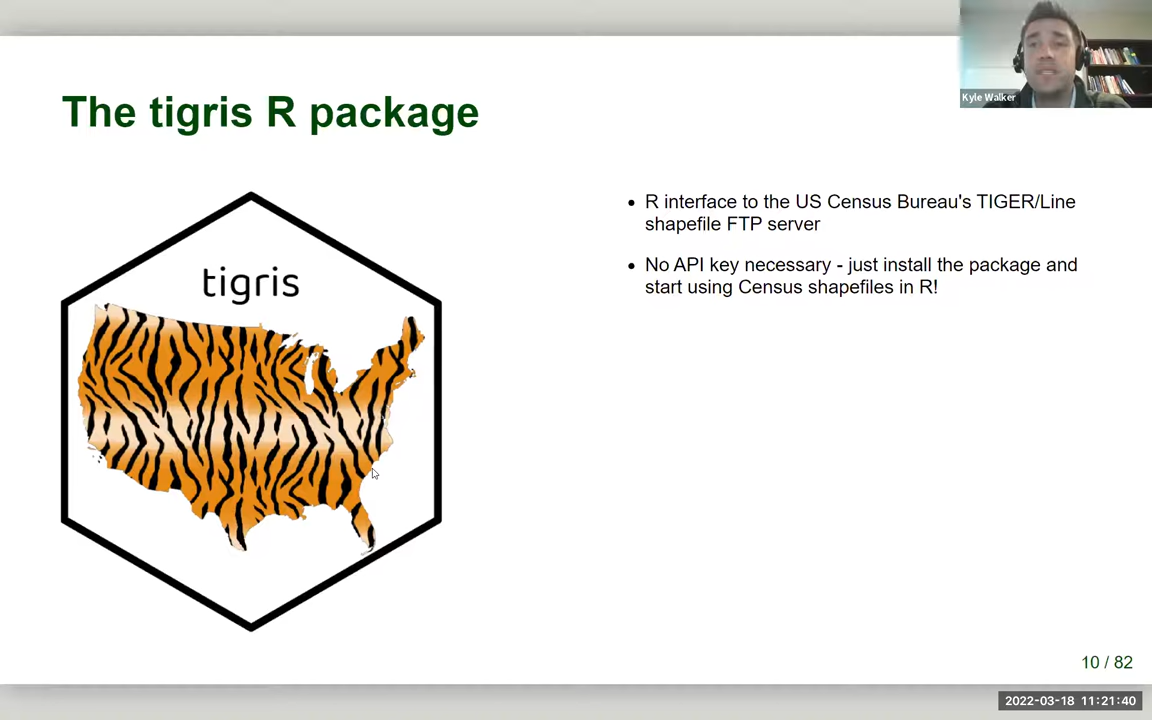 Kyle Walker
The tigris R package
tigris
R interface to the US Census Bureau's TIGER/Line
shapefile FTP server
No API key necessary - just install the package and
start using Census shapefiles in R!
10 / 82
2022-03-18 11:21:40